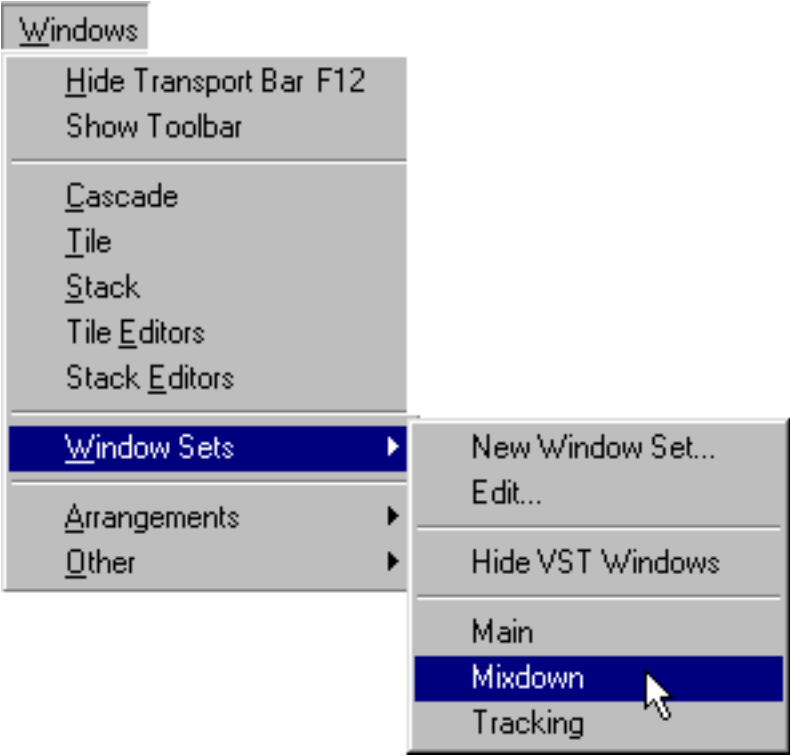 Windows
Hide Transport Bar F12
Show Toolbar
Cascade
Tile
Stack
Tile Editors
Stack Editors
Window Sets
Arrangements
Other
New Window Set...
Edit...
Hide VST Windows
Main
Mixdown
Tracking